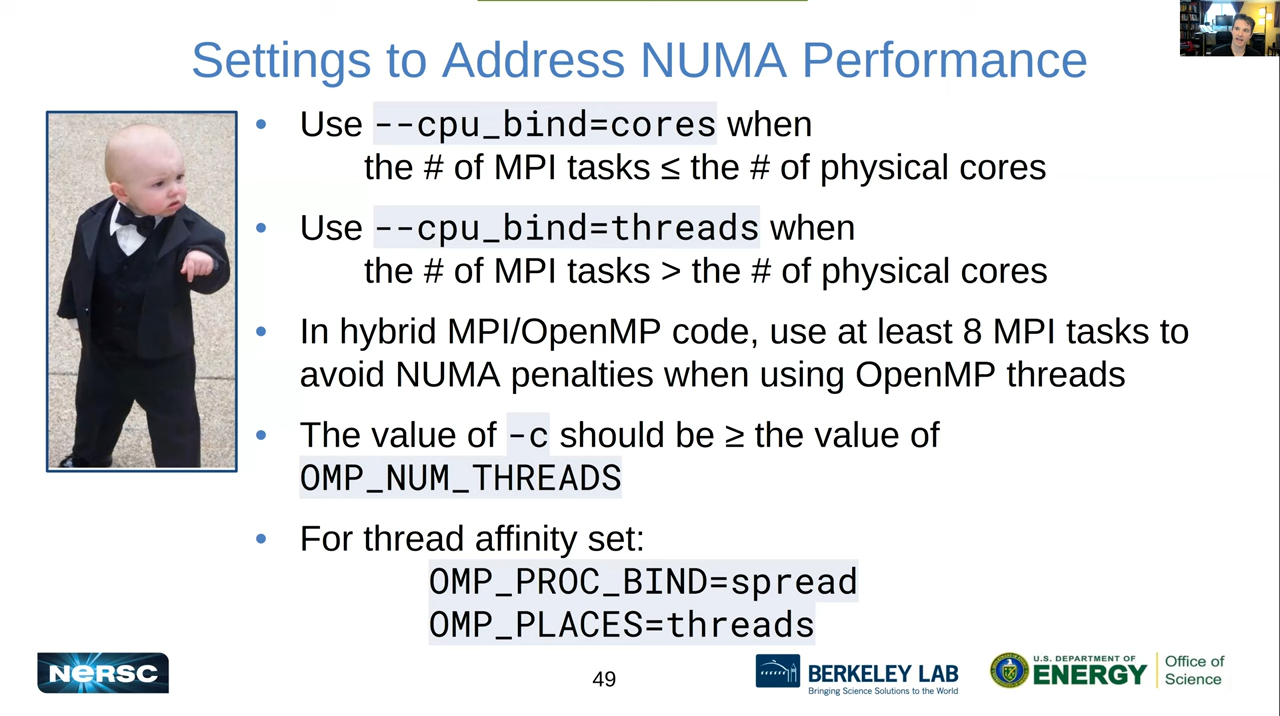 Settings to Address NUMA Performance
• Use --cpu_bind=cores when
the # of MPI tasks ≤ the # of physical cores
• Use --cpu_bind=threads when
the # of MPI tasks > the # of physical cores
• In hybrid MPI/OpenMP code, use at least 8 MPI tasks to
avoid NUMA penalties when using OpenMP threads
• The value of -c should be ≥ the value of
OMP_NUM_THREADS
• For thread affinity set:
OMP_PROC_BIND=spread
OMP_PLACES=threads
NERSC
49
BERKELEY LAB
Bringing Science Solutions to the World
U.S. DEPARTMENT OF
ENERGY
Office of
Science